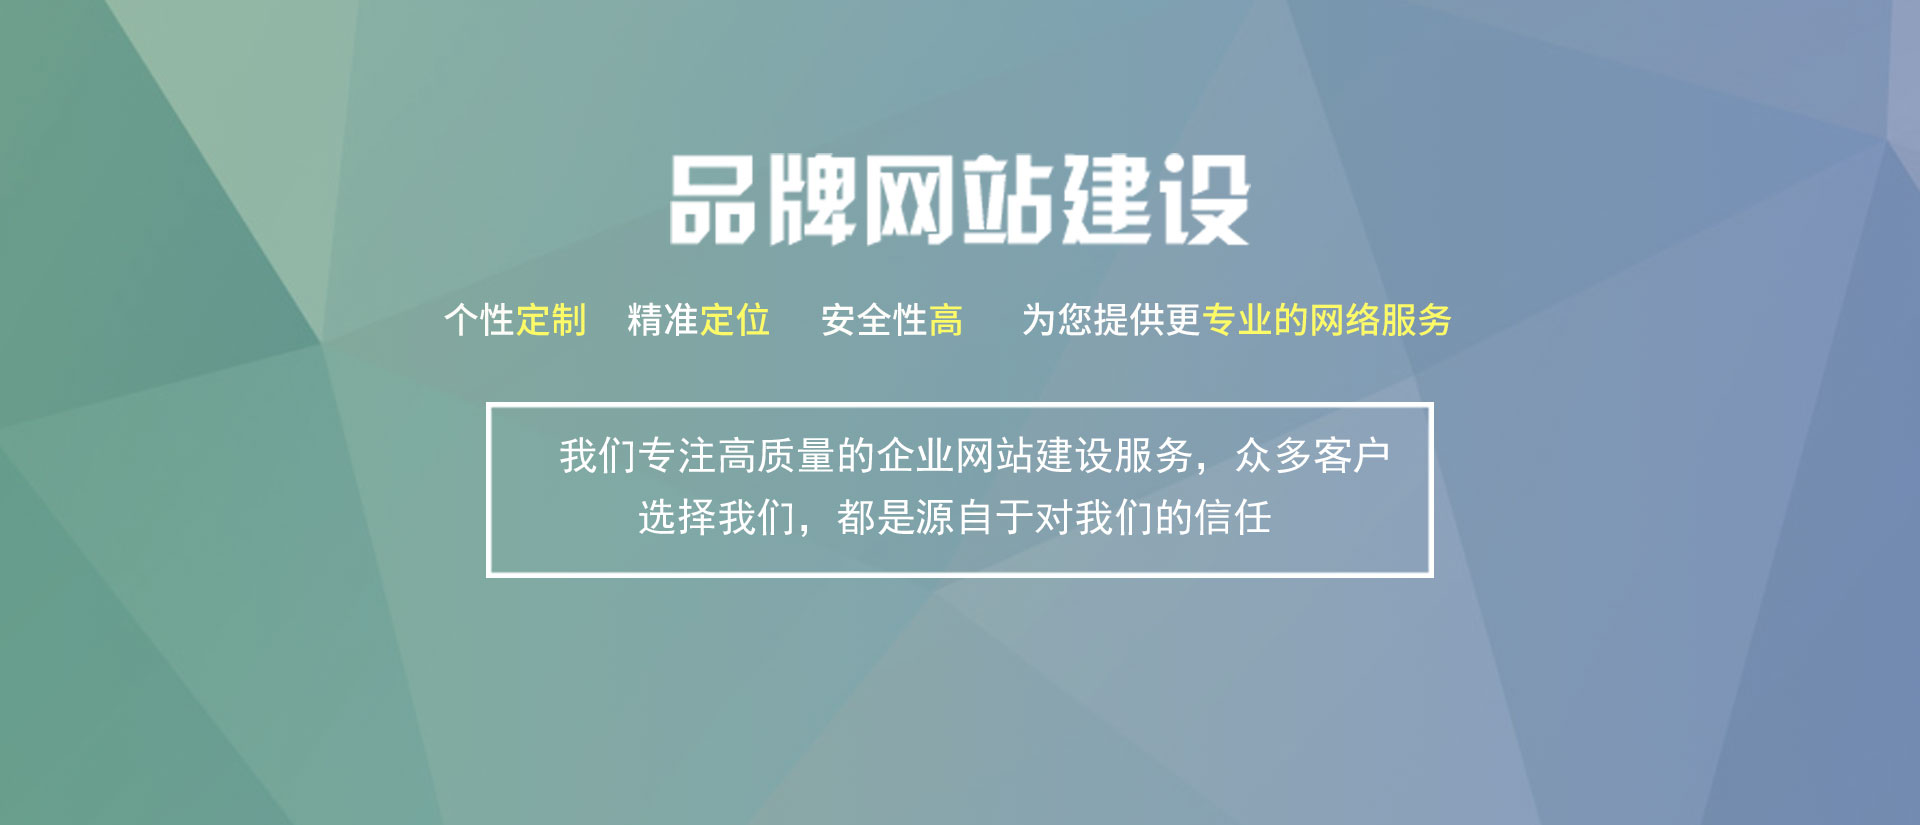 品牌网站建设
个性定制 精准定位 安全性高 为您提供更专业的网络服务
我们专注高质量的企业网站建设服务，众多客户
选择我们，都是源自于对我们的信任